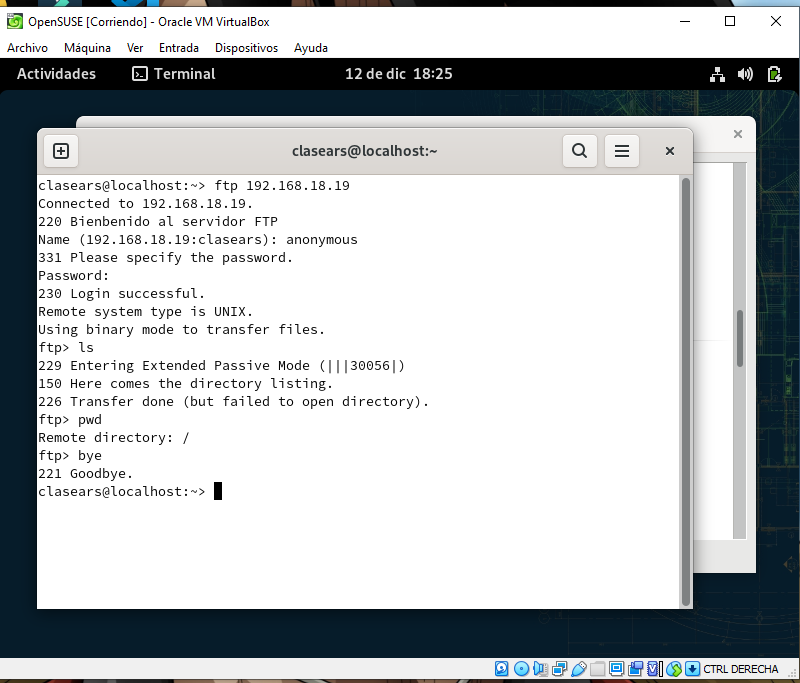 OpenSUSE [Corriendo] - Oracle VM VirtualBox
Archivo Máquina Ver Entrada Dispositivos Ayuda
Actividades Terminal 12 de dic 18:25
clasears@localhost:~
clasears@localhost:~> ftp 192.168.18.19
Connected to 192.168.18.19.
220 Bienbenido al servidor FTP
Name (192.168.18.19:clasears): anonymous
331 Please specify the password.
Password:
230 Login successful.
Remote system type is UNIX.
Using binary mode to transfer files.
ftp> ls
229 Entering Extended Passive Mode (|||30056|)
150 Here comes the directory listing.
226 Transfer done (but failed to open directory).
ftp> pwd
Remote directory: /
ftp> bye
221 Goodbye.
clasears@localhost:~>
CTRL DERECHA